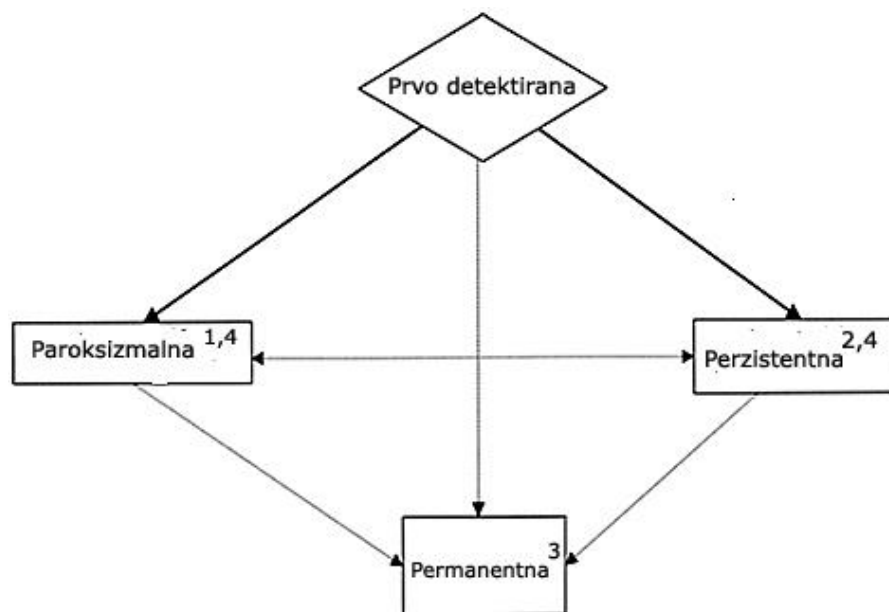 Prvo detektirana
Paroksizmalna 1,4
Perzistentna 2,4
Permanentna 3